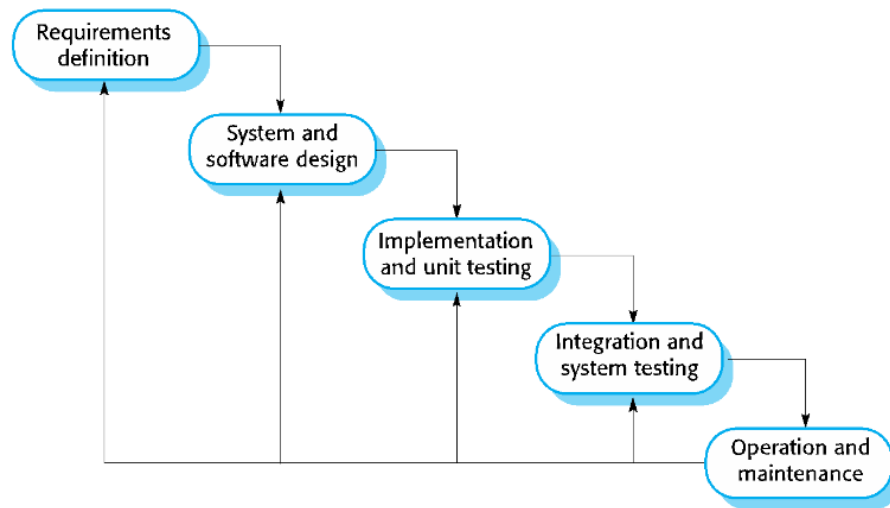 Requirements
definition
System and
software design
Implementation
and unit testing
Integration and
system testing
Operation and
maintenance